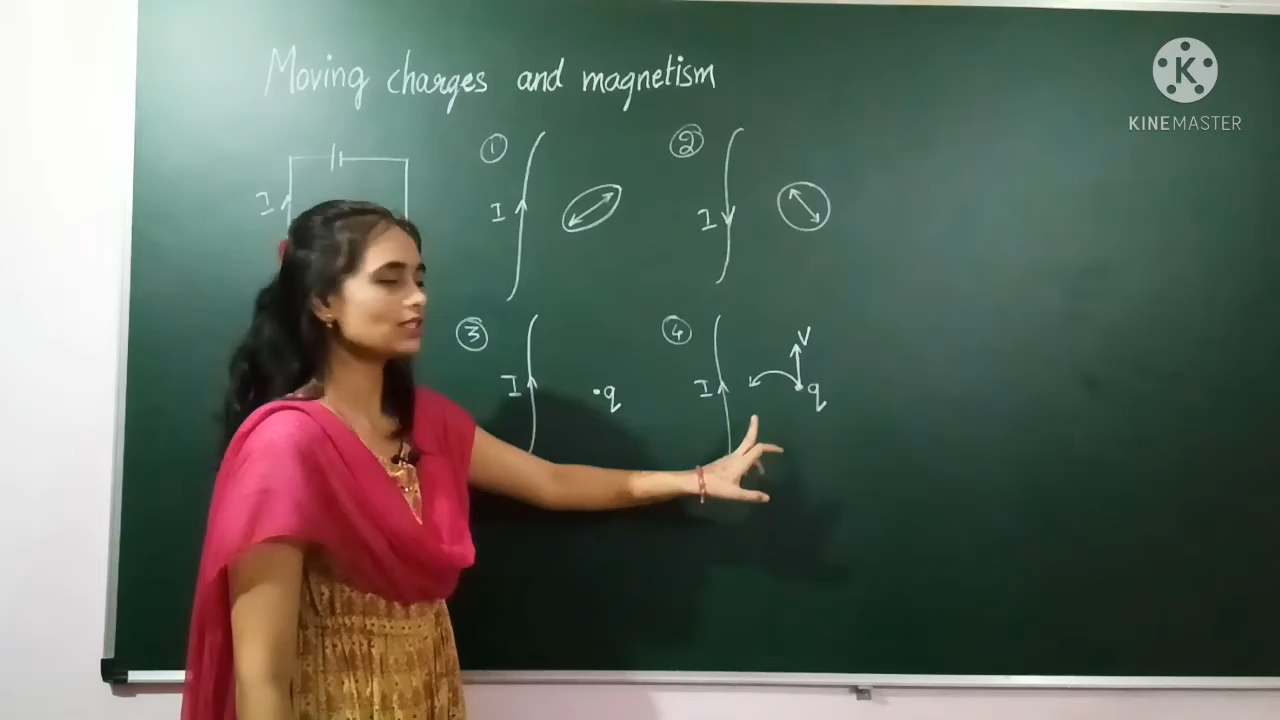 Moving charges and magnetism
I
① I
② I
③ I .q
④ I V q
K
KINEMASTER